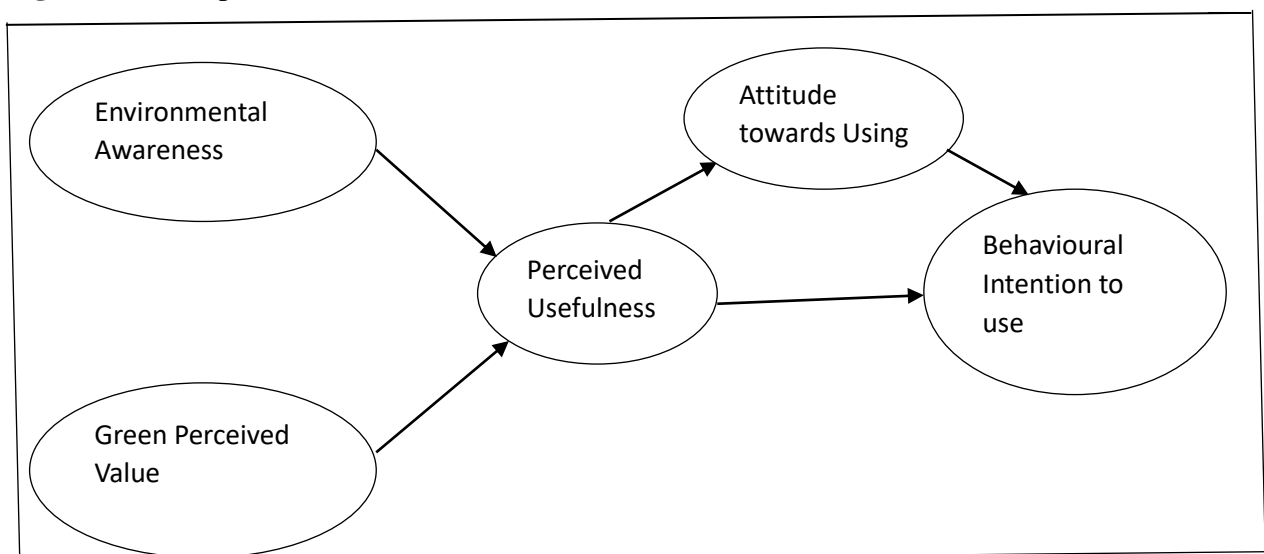 Environmental
Awareness
Attitude
towards Using
Perceived
Usefulness
Behavioural
Intention to
use
Green Perceived
Value